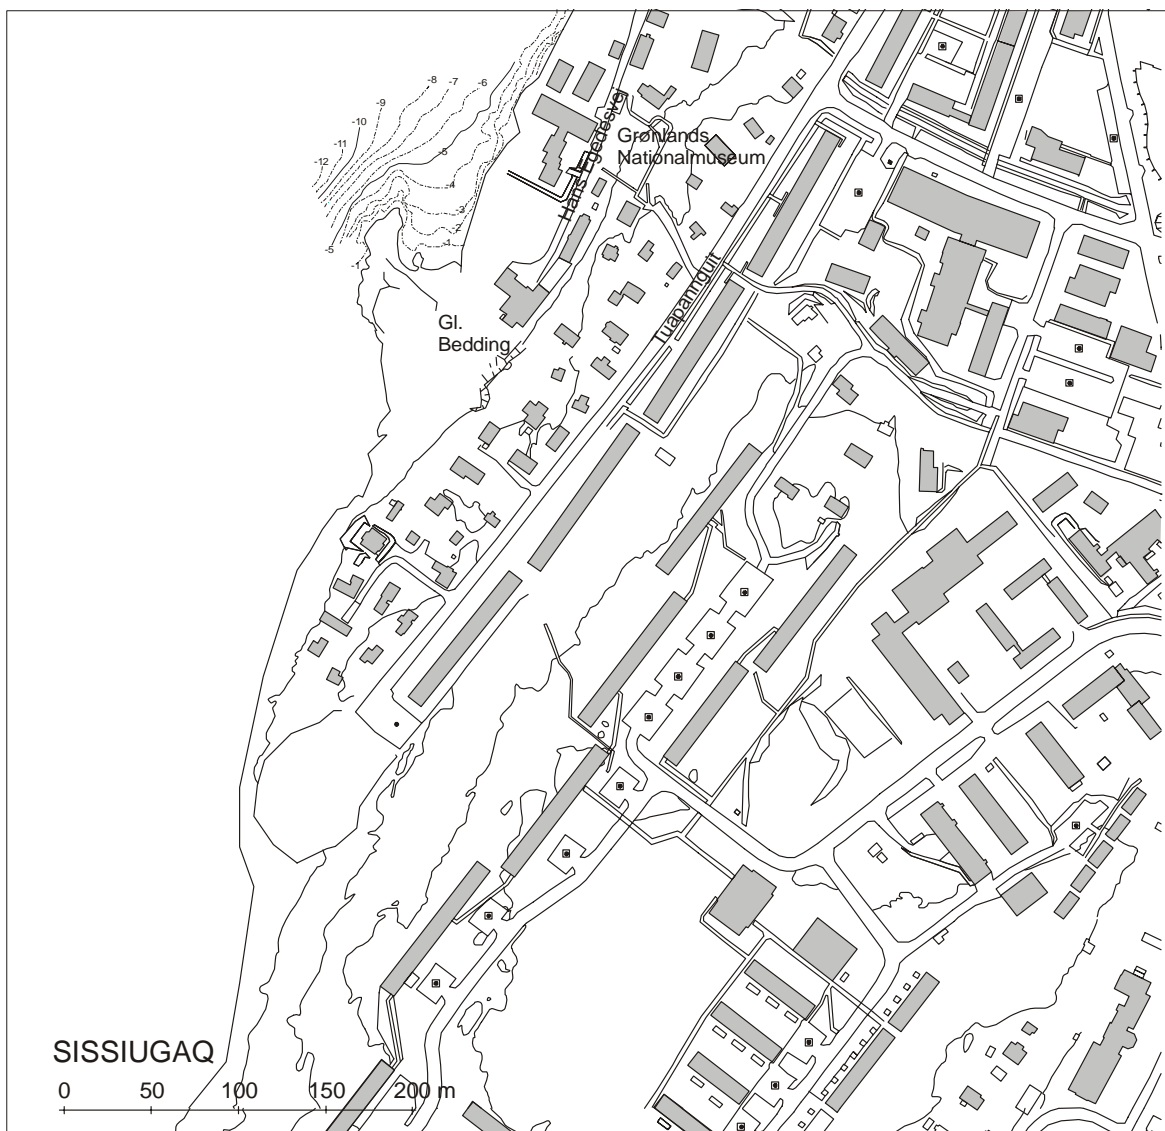 -8
-7
-6
-9
-10
-11
-12
-5
-4
-3
-2
-1
-5
-1
Hans Egedesvej
Grønlands
Nationalmuseum
Tuapannguit
Gl.
Bedding
SISSIUGAQ
0 50 100 150 200 m